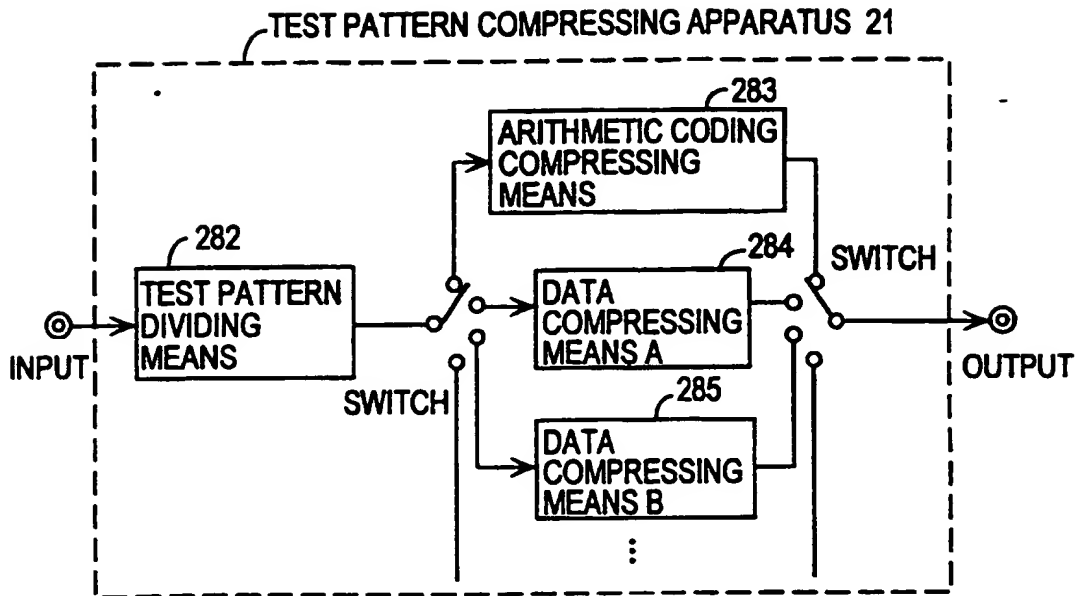 TEST PATTERN COMPRESSING APPARATUS 21
283
ARITHMETIC CODING
COMPRESSING
MEANS
282
TEST PATTERN
DIVIDING
MEANS
284
DATA
COMPRESSING
MEANS A
SWITCH
INPUT
SWITCH
OUTPUT
285
DATA
COMPRESSING
MEANS B